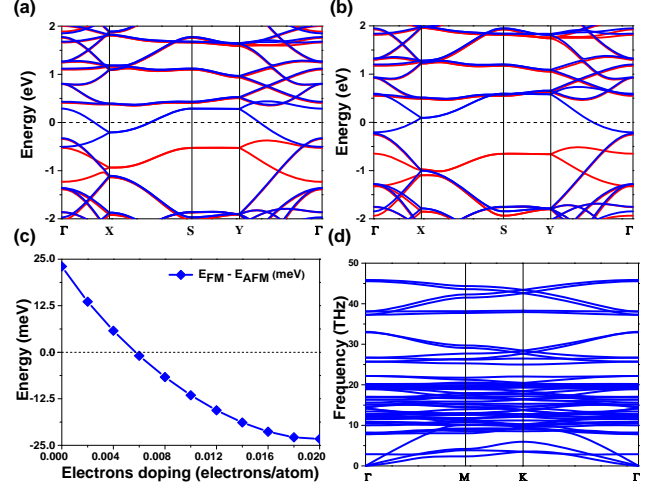 (a)
(b)
2
1
0
-1
-2
Energy (eV)
Γ X S Y Γ
2
1
0
-1
-2
Energy (eV)
Γ X S Y Γ
(c)
25.0
12.5
0.0
-12.5
-25.0
Energy (meV)
E_FM - E_AFM (meV)
0.000 0.004 0.008 0.012 0.016 0.020
Electrons doping (electrons/atom)
(d)
50
40
30
20
10
0
Frequency (THz)
Γ M K Γ